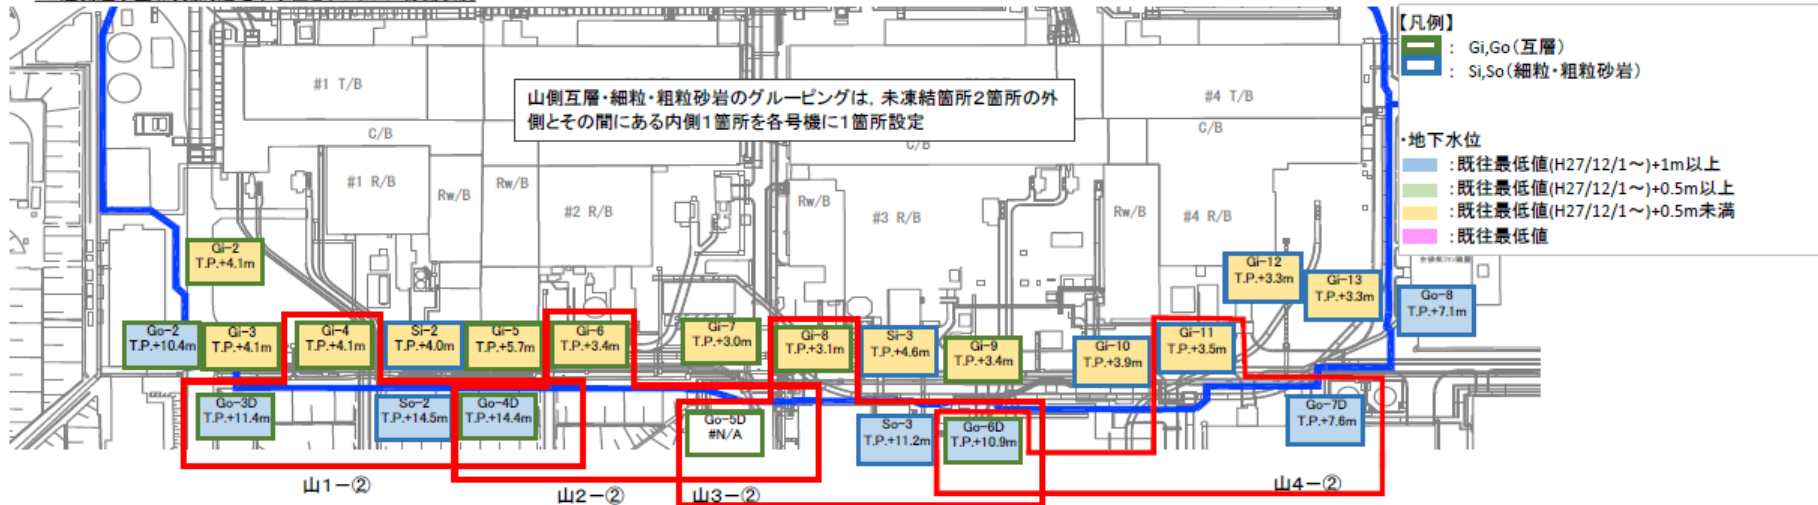 【凡例】
： Gi,Go（互層）
： Si,So（細粒・粗粒砂岩）
・地下水位
：既往最低値(H27/12/1～)+1m以上
：既往最低値(H27/12/1～)+0.5m以上
：既往最低値(H27/12/1～)+0.5m未満
：既往最低値
山側互層・細粒・粗粒砂岩のグルーピングは，未凍結箇所2箇所の外
側とその間にある内側1箇所を各号機に1箇所設定
#1 T/B
#4 T/B
C/B
C/B
C/B
#1 R/B
Rw/B
Rw/B
#2 R/B
Rw/B
#3 R/B
Rw/B
#4 R/B
Gi-2
T.P.+4.1m
Gi-12
T.P.+3.3m
Gi-13
T.P.+3.3m
Go-8
T.P.+7.1m
Go-2
T.P.+10.4m
Gi-3
T.P.+4.1m
Gi-4
T.P.+4.1m
Si-2
T.P.+4.0m
Gi-5
T.P.+5.7m
Gi-6
T.P.+3.4m
Gi-7
T.P.+3.0m
Gi-8
T.P.+3.1m
Si-3
T.P.+4.6m
Gi-9
T.P.+3.4m
Gi-10
T.P.+3.9m
Gi-11
T.P.+3.5m
Go-3D
T.P.+11.4m
So-2
T.P.+14.5m
Go-4D
T.P.+14.4m
Go-5D
#N/A
So-3
T.P.+11.2m
Go-6D
T.P.+10.9m
Go-7D
T.P.+7.6m
山1－②
山2－②
山3－②
山4－②